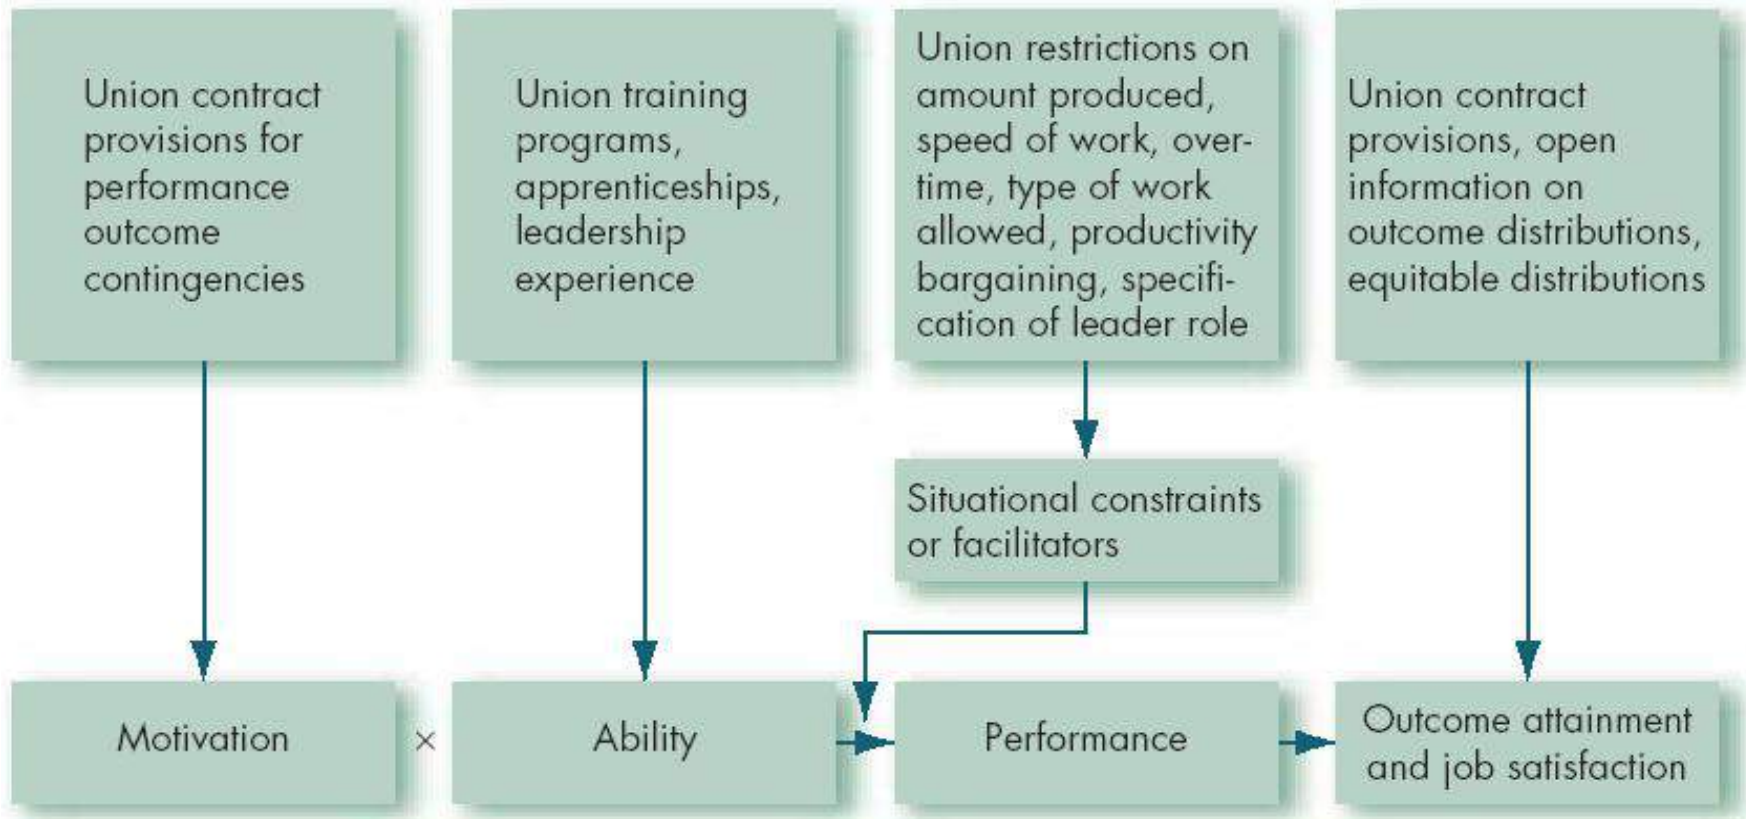 Union contract
provisions for
performance
outcome
contingencies
Union training
programs,
apprenticeships,
leadership
experience
Union restrictions on
amount produced,
speed of work, over-
time, type of work
allowed, productivity
bargaining, specifi-
cation of leader role
Union contract
provisions, open
information on
outcome distributions,
equitable distributions
Situational constraints
or facilitators
Motivation
×
Ability
Performance
Outcome attainment
and job satisfaction